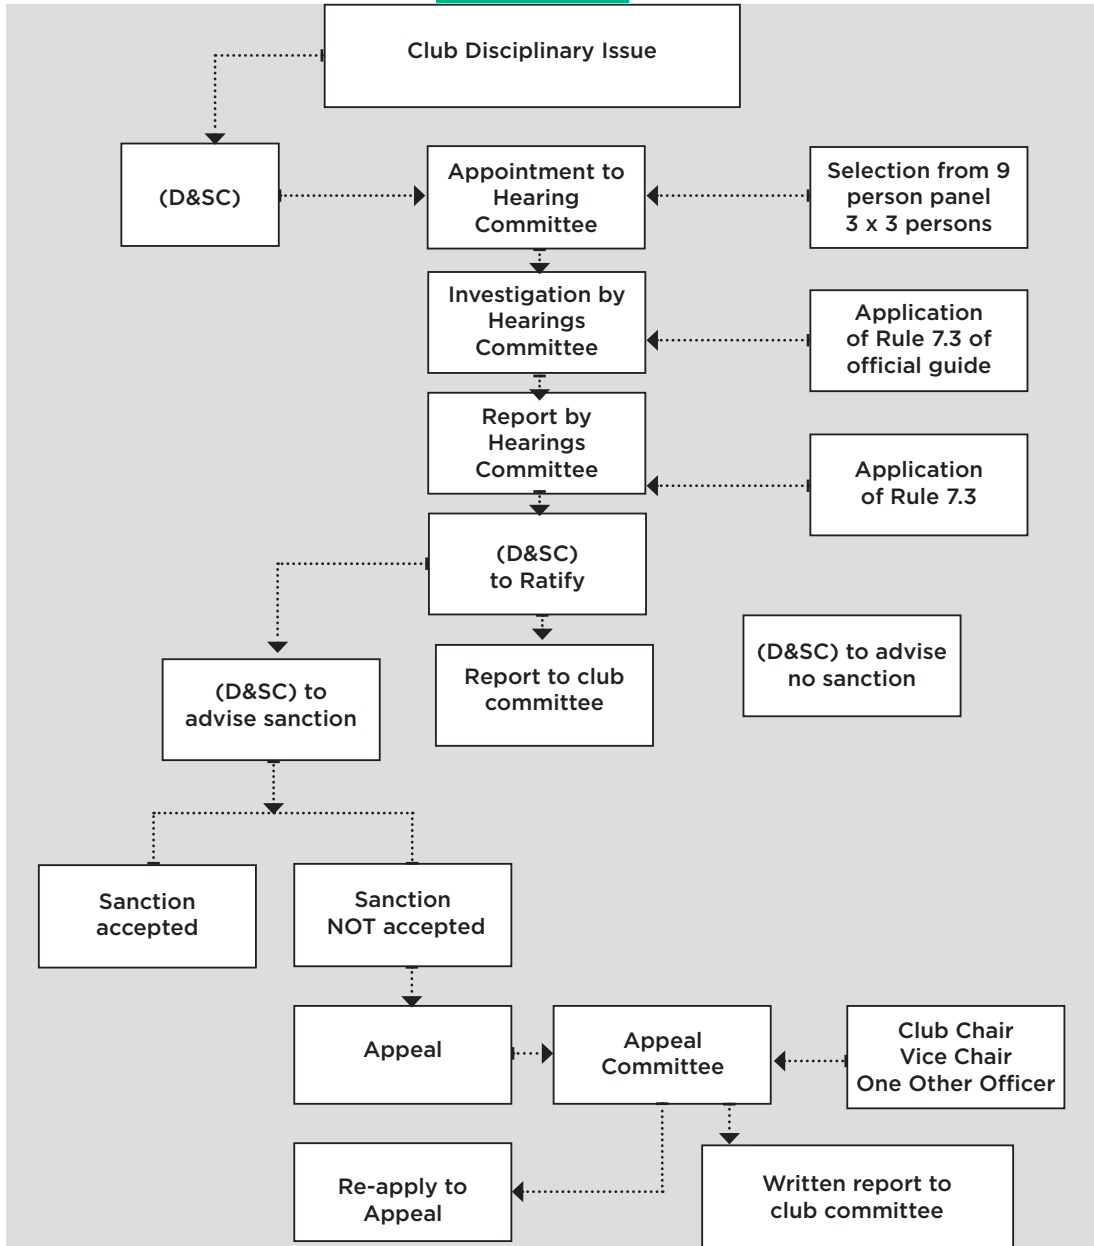 Club Disciplinary Issue
(D&SC)
Appointment to
Hearing
Committee
Selection from 9
person panel
3 x 3 persons
Investigation by
Hearings
Committee
Application
of Rule 7.3 of
official guide
Report by
Hearings
Committee
Application
of Rule 7.3
(D&SC)
to Ratify
(D&SC) to
advise sanction
Report to club
committee
(D&SC) to advise
no sanction
Sanction
accepted
Sanction
NOT accepted
Appeal
Appeal
Committee
Club Chair
Vice Chair
One Other Officer
Re-apply to
Appeal
Written report to
club committee